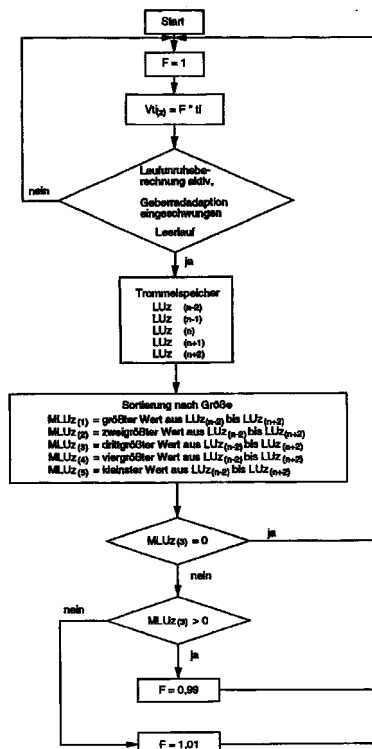 Start
F = 1
Vti(z) = F * ti
Laufunruhebe-
rechnung aktiv,
Geberradadaption
eingeschwungen
Leerlauf
nein
ja
Trommelspeicher
LUz (n-2)
LUz (n-1)
LUz (n)
LUz (n+1)
LUz (n+2)
Sortierung nach Größe
MLUz(1) = größter Wert aus LUz(n-2) bis LUz(n+2)
MLUz(2) = zweigrößter Wert aus LUz(n-2) bis LUz(n+2)
MLUz(3) = drittgrößter Wert aus LUz(n-2) bis LUz(n+2)
MLUz(4) = viergrößter Wert aus LUz(n-2) bis LUz(n+2)
MLUz(5) = kleinster Wert aus LUz(n-2) bis LUz(n+2)
MLUz(3) = 0
ja
nein
nein
MLUz(3) > 0
ja
F = 0,99
F = 1,01